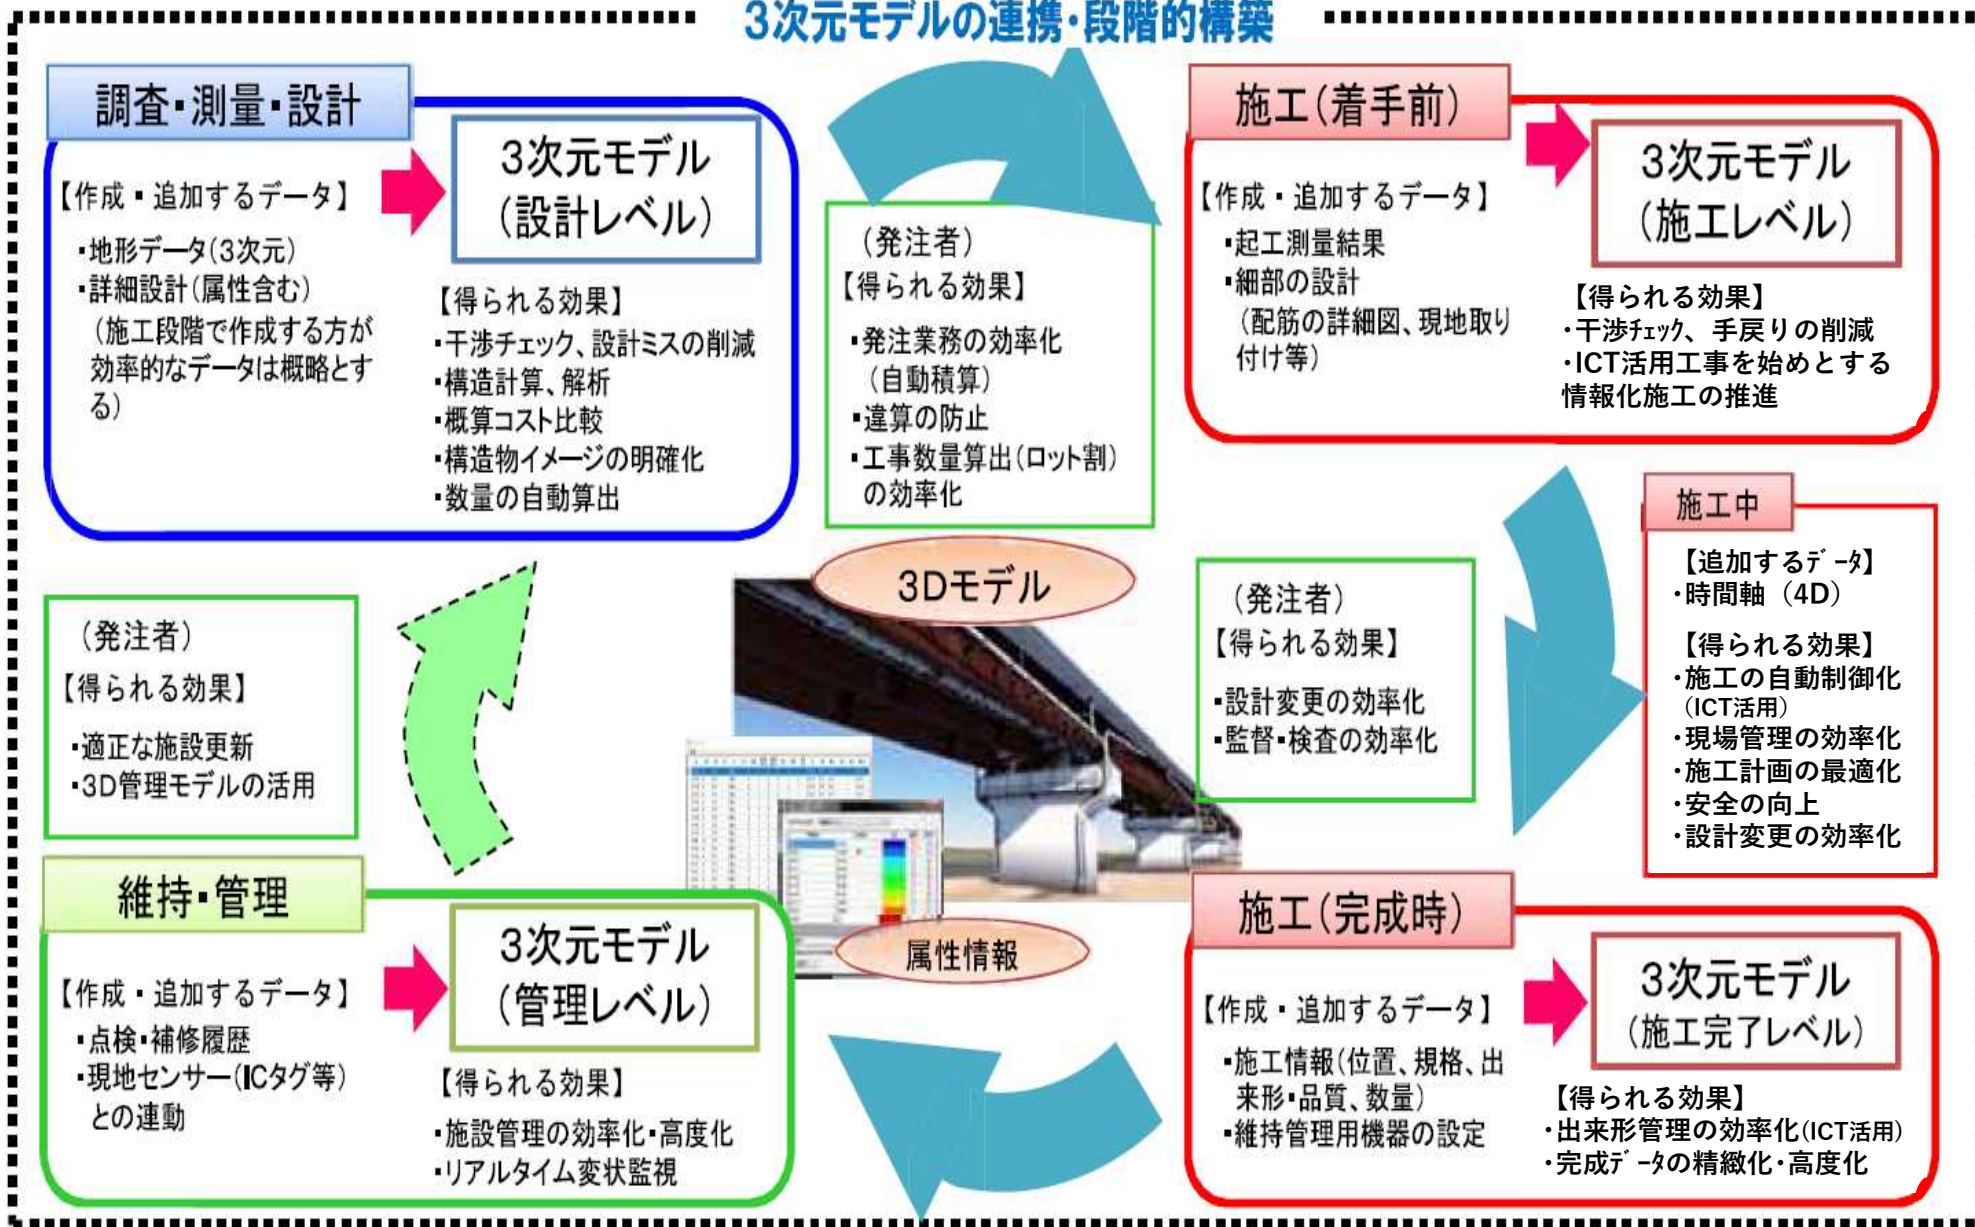 3次元モデルの連携・段階的構築
調査・測量・設計
【作成・追加するデータ】
・地形データ(3次元)
・詳細設計(属性含む)
(施工段階で作成する方が
効率的なデータは概略とす
る)
3次元モデル
(設計レベル)
【得られる効果】
・干渉チェック、設計ミスの削減
・構造計算、解析
・概算コスト比較
・構造物イメージの明確化
・数量の自動算出
(発注者)
【得られる効果】
・発注業務の効率化
(自動積算)
・違算の防止
・工事数量算出(ロット割)
の効率化
施工(着手前)
【作成・追加するデータ】
・起工測量結果
・細部の設計
(配筋の詳細図、現地取り
付け等)
3次元モデル
(施工レベル)
【得られる効果】
・干渉ﾁｪｯｸ、手戻りの削減
・ICT活用工事を始めとする
情報化施工の推進
施工中
【追加するﾃﾞｰﾀ】
・時間軸（4D）
【得られる効果】
・施工の自動制御化
(ICT活用)
・現場管理の効率化
・施工計画の最適化
・安全の向上
・設計変更の効率化
(発注者)
【得られる効果】
・設計変更の効率化
・監督・検査の効率化
3Dモデル
属性情報
施工(完成時)
【作成・追加するデータ】
・施工情報(位置、規格、出
来形・品質、数量)
・維持管理用機器の設定
3次元モデル
(施工完了レベル)
【得られる効果】
・出来形管理の効率化(ICT活用)
・完成ﾃﾞｰﾀの精緻化・高度化
(発注者)
【得られる効果】
・適正な施設更新
・3D管理モデルの活用
維持・管理
【作成・追加するデータ】
・点検・補修履歴
・現地センサー(ICタグ等)
との連動
3次元モデル
(管理レベル)
【得られる効果】
・施設管理の効率化・高度化
・リアルタイム変状監視